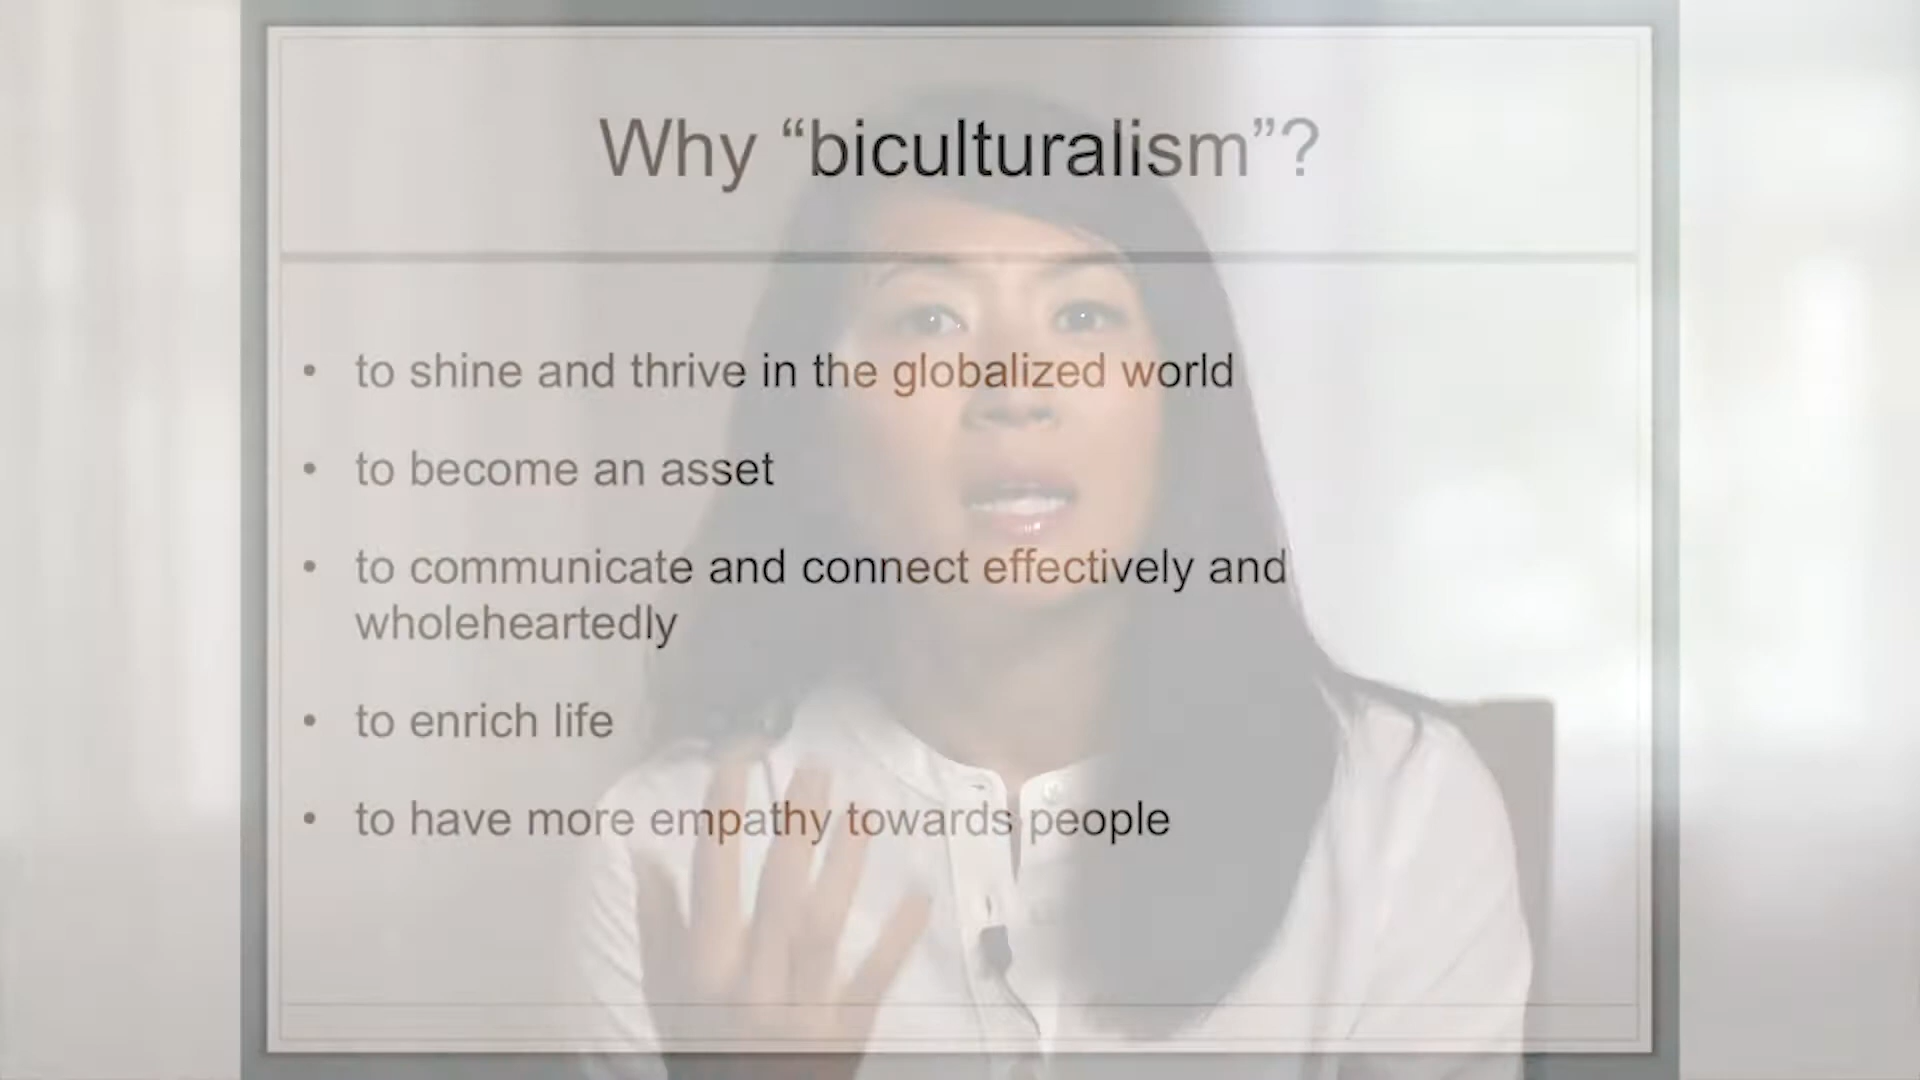 Why “biculturalism”?
• to shine and thrive in the globalized world
• to become an asset
• to communicate and connect effectively and
wholeheartedly
• to enrich life
• to have more empathy towards people